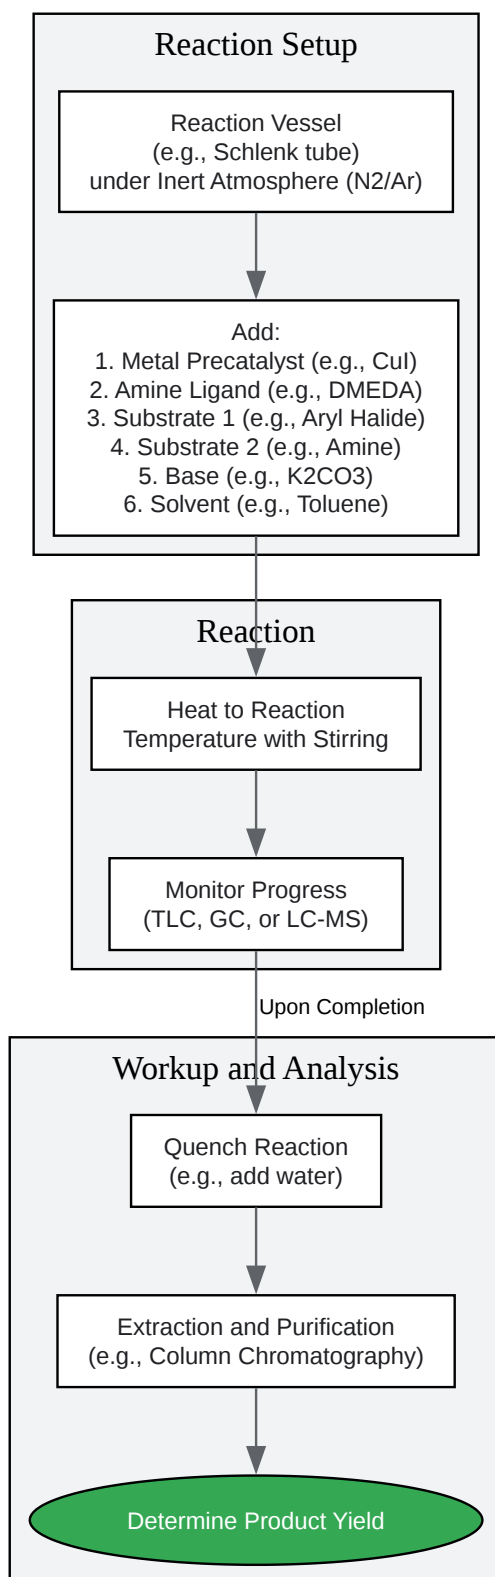 Reaction Setup
Reaction Vessel
(e.g., Schlenk tube)
under Inert Atmosphere (N2/Ar)
Add:
1. Metal Precatalyst (e.g., CuI)
2. Amine Ligand (e.g., DMEDA)
3. Substrate 1 (e.g., Aryl Halide)
4. Substrate 2 (e.g., Amine)
5. Base (e.g., K2CO3)
6. Solvent (e.g., Toluene)
Reaction
Heat to Reaction
Temperature with Stirring
Monitor Progress
(TLC, GC, or LC-MS)
Upon Completion
Workup and Analysis
Quench Reaction
(e.g., add water)
Extraction and Purification
(e.g., Column Chromatography)
Determine Product Yield